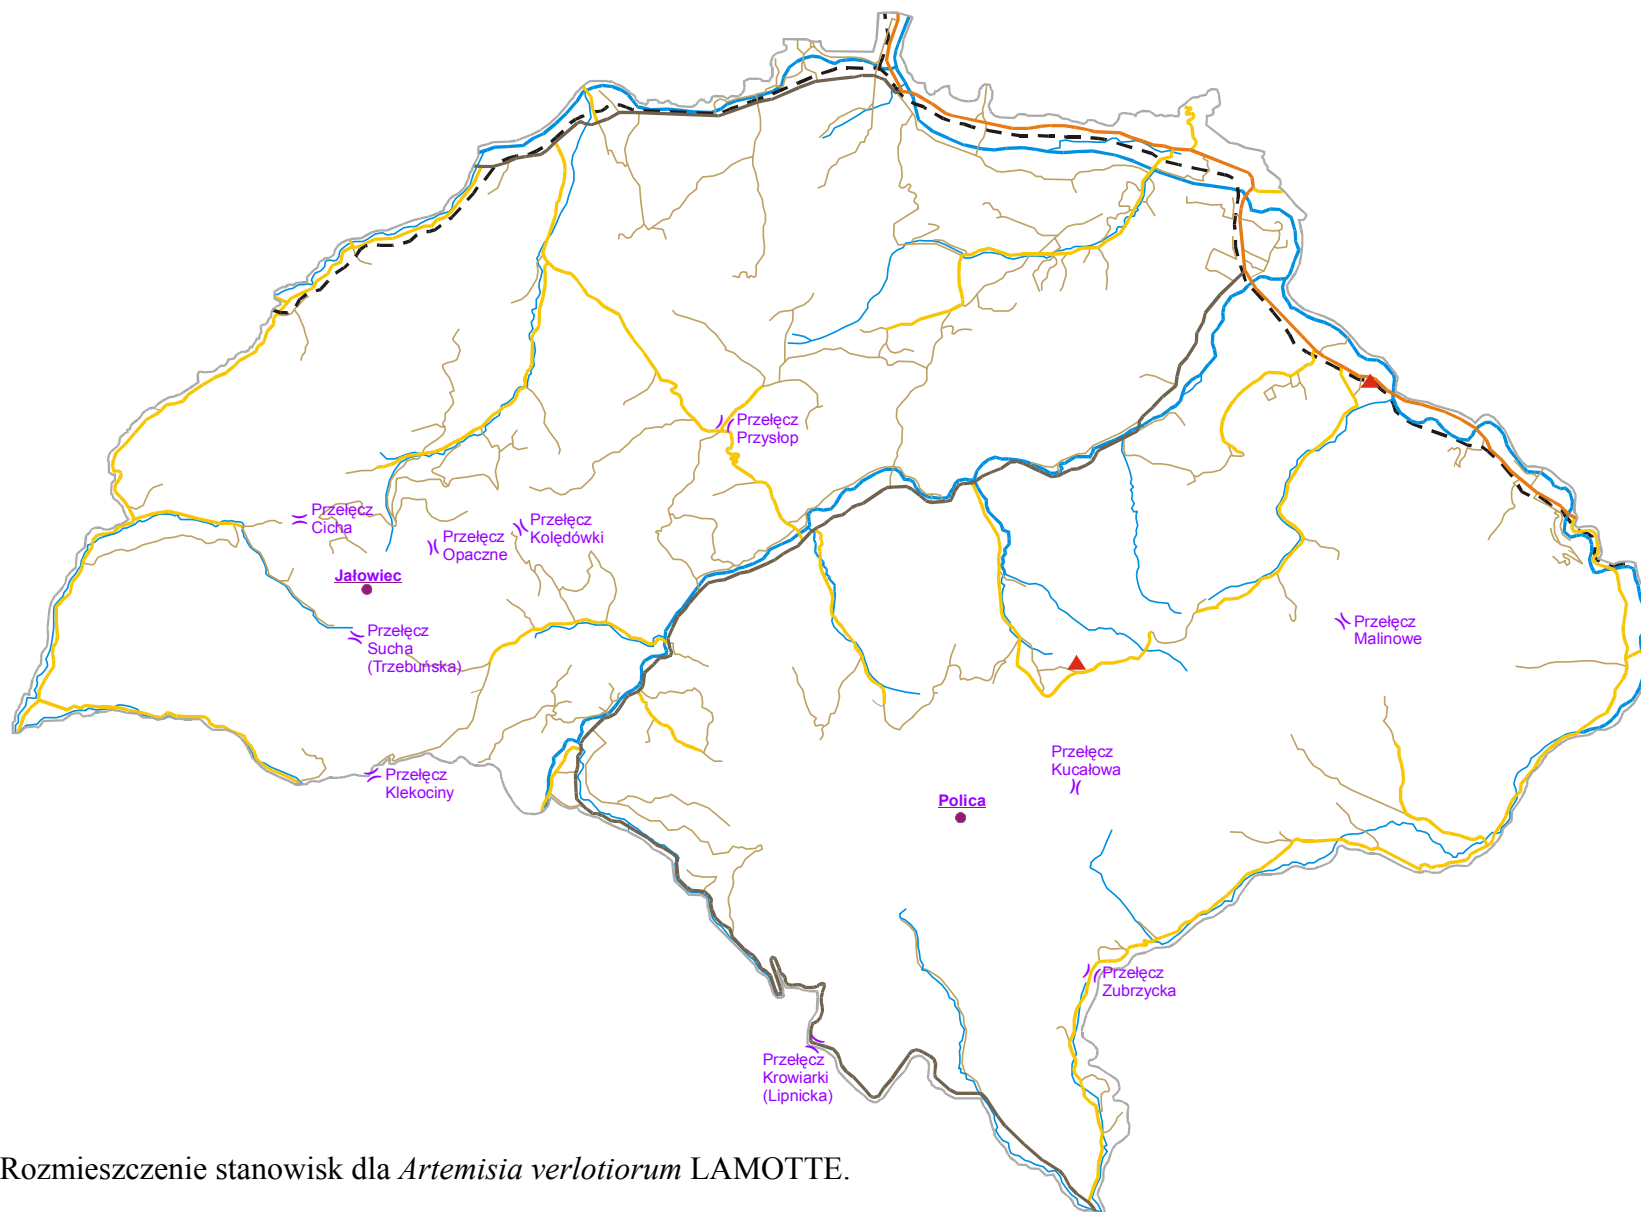 Przełęcz
Przysłop
Przełęcz
Cicha
Przełęcz
Kolędówki
Przełęcz
Opaczne
Jałowiec
Przełęcz
Sucha
(Trzebuńska)
Przełęcz
Malinowe
Przełęcz
Klekociny
Przełęcz
Kucałowa
Polica
Przełęcz
Zubrzycka
Przełęcz
Krowiarki
(Lipnicka)
Rozmieszczenie stanowisk dla Artemisia verlotiorum LAMOTTE.